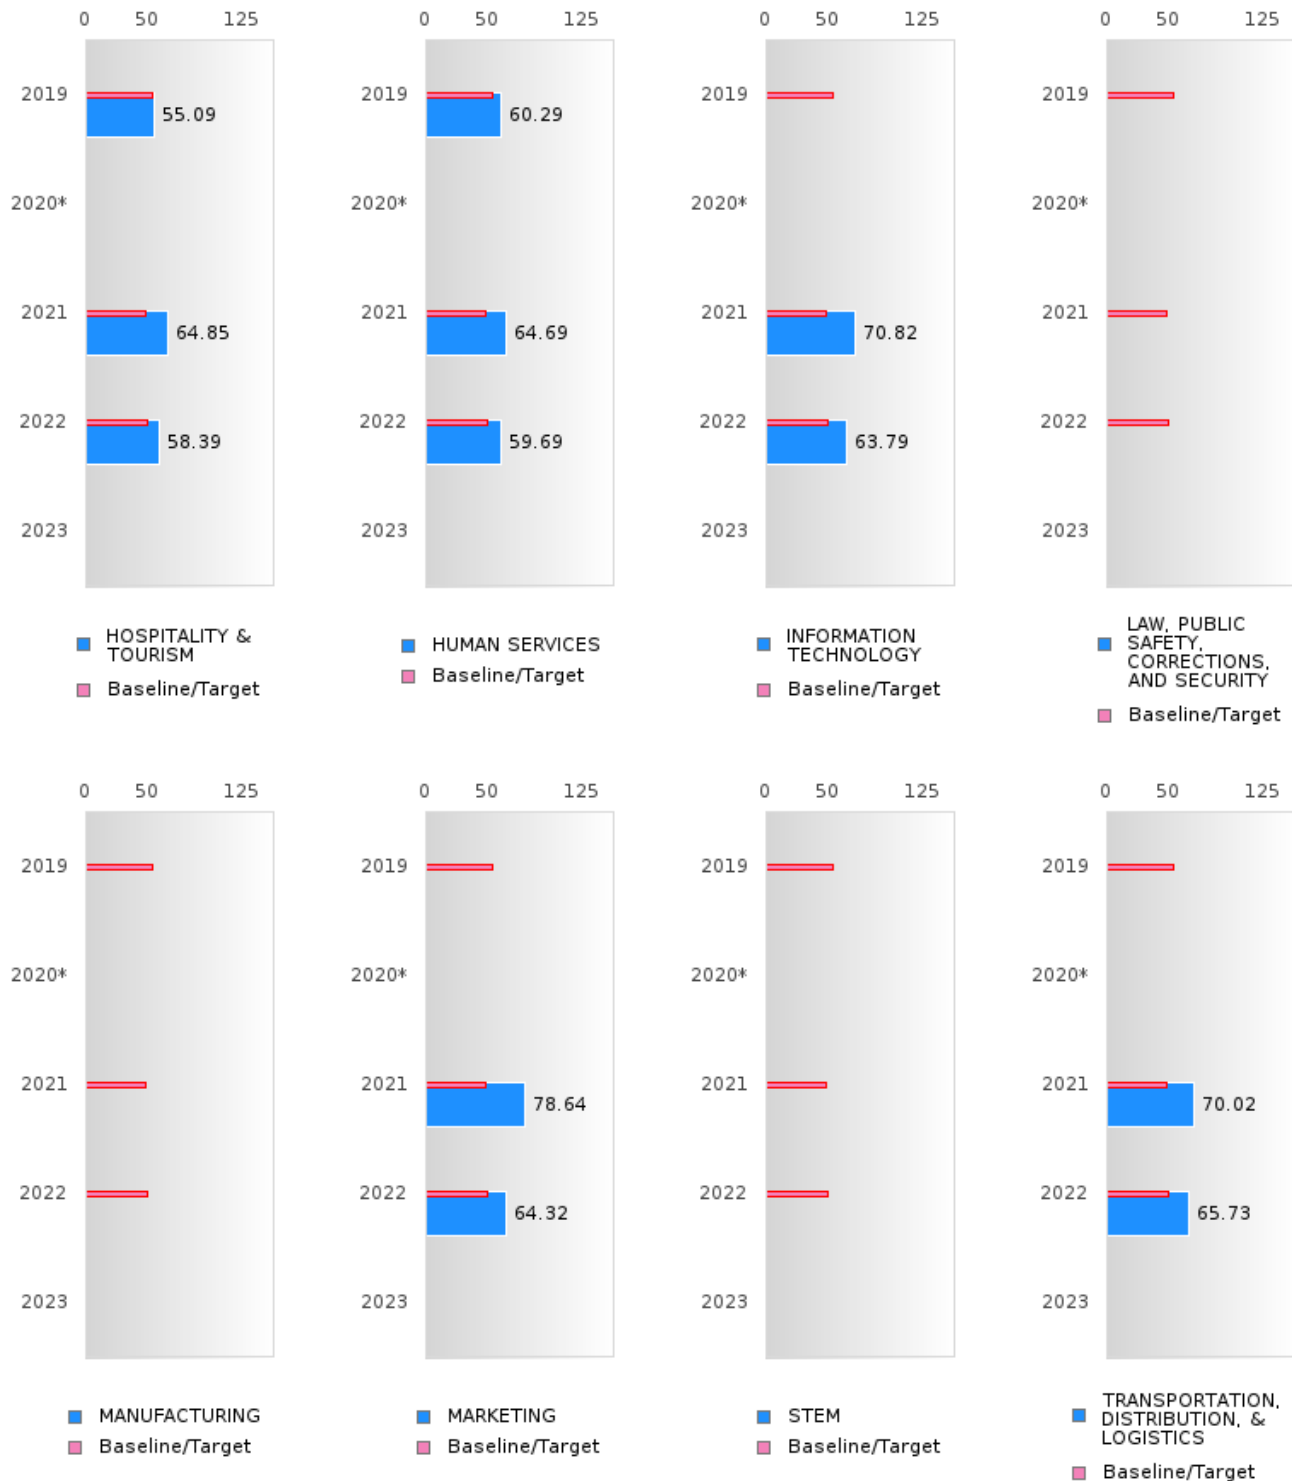 0 50 125
2019
55.09
2020*
2021
64.85
2022
58.39
2023
HOSPITALITY &
TOURISM
Baseline/Target
0 50 125
2019
60.29
2020*
2021
64.69
2022
59.69
2023
HUMAN SERVICES
Baseline/Target
0 50 125
2019
2020*
2021
70.82
2022
63.79
2023
INFORMATION
TECHNOLOGY
Baseline/Target
0 50 125
2019
2020*
2021
2022
2023
LAW, PUBLIC
SAFETY,
CORRECTIONS,
AND SECURITY
Baseline/Target
0 50 125
2019
2020*
2021
2022
2023
MANUFACTURING
Baseline/Target
0 50 125
2019
2020*
2021
78.64
2022
64.32
2023
MARKETING
Baseline/Target
0 50 125
2019
2020*
2021
2022
2023
STEM
Baseline/Target
0 50 125
2019
2020*
2021
70.02
2022
65.73
2023
TRANSPORTATION,
DISTRIBUTION, &
LOGISTICS
Baseline/Target